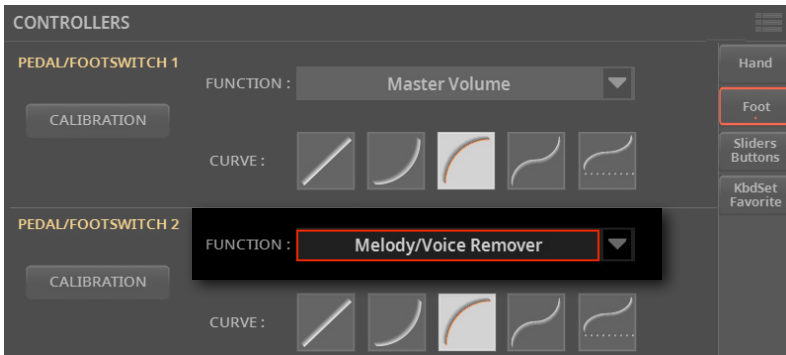 CONTROLLERS
PEDAL/FOOTSWITCH 1
FUNCTION :
Master Volume
CALIBRATION
CURVE :
PEDAL/FOOTSWITCH 2
FUNCTION :
Melody/Voice Remover
CALIBRATION
CURVE :
Hand
Foot
Sliders
Buttons
KbdSet
Favorite